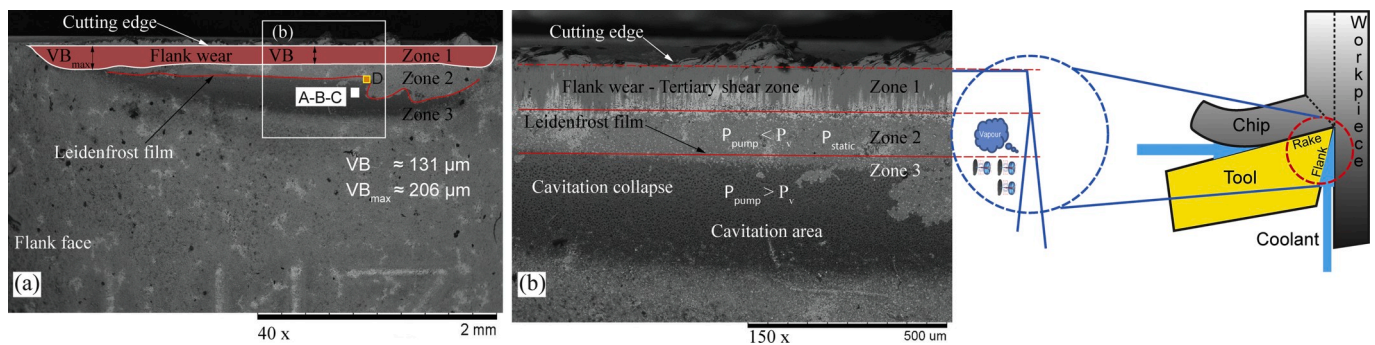 Cutting edge
(b)
VBmax
Flank wear
VB
Zone 1
D
Zone 2
A-B-C
Zone 3
Leidenfrost film
VB ≈ 131 µm
VBmax ≈ 206 µm
Flank face
(a)
40 x
2 mm
Cutting edge
Flank wear - Tertiary shear zone
Zone 1
Leidenfrost film
Ppump < Pv
Pstatic
Zone 2
Zone 3
Cavitation collapse
Ppump > Pv
Cavitation area
(b)
150 x
500 um
Vapour
Chip
Rake
Flank
Tool
Workpiece
Coolant